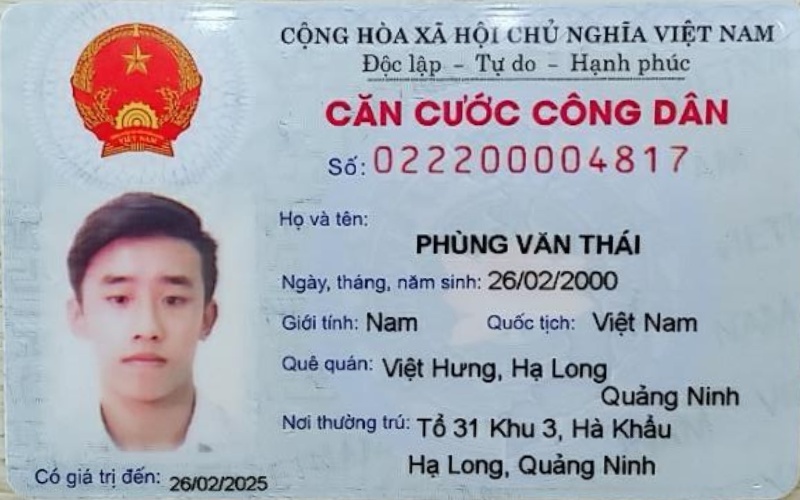 CỘNG HÒA XÃ HỘI CHỦ NGHĨA VIỆT NAM
Độc lập - Tự do - Hạnh phúc
CĂN CƯỚC CÔNG DÂN
Số: 022200004817
Họ và tên:
PHÙNG VĂN THÁI
Ngày, tháng, năm sinh: 26/02/2000
Giới tính: Nam Quốc tịch: Việt Nam
Quê quán: Việt Hưng, Hạ Long
Quảng Ninh
Nơi thường trú: Tổ 31 Khu 3, Hà Khẩu
Hạ Long, Quảng Ninh
Có giá trị đến: 26/02/2025
VIỆT NAM